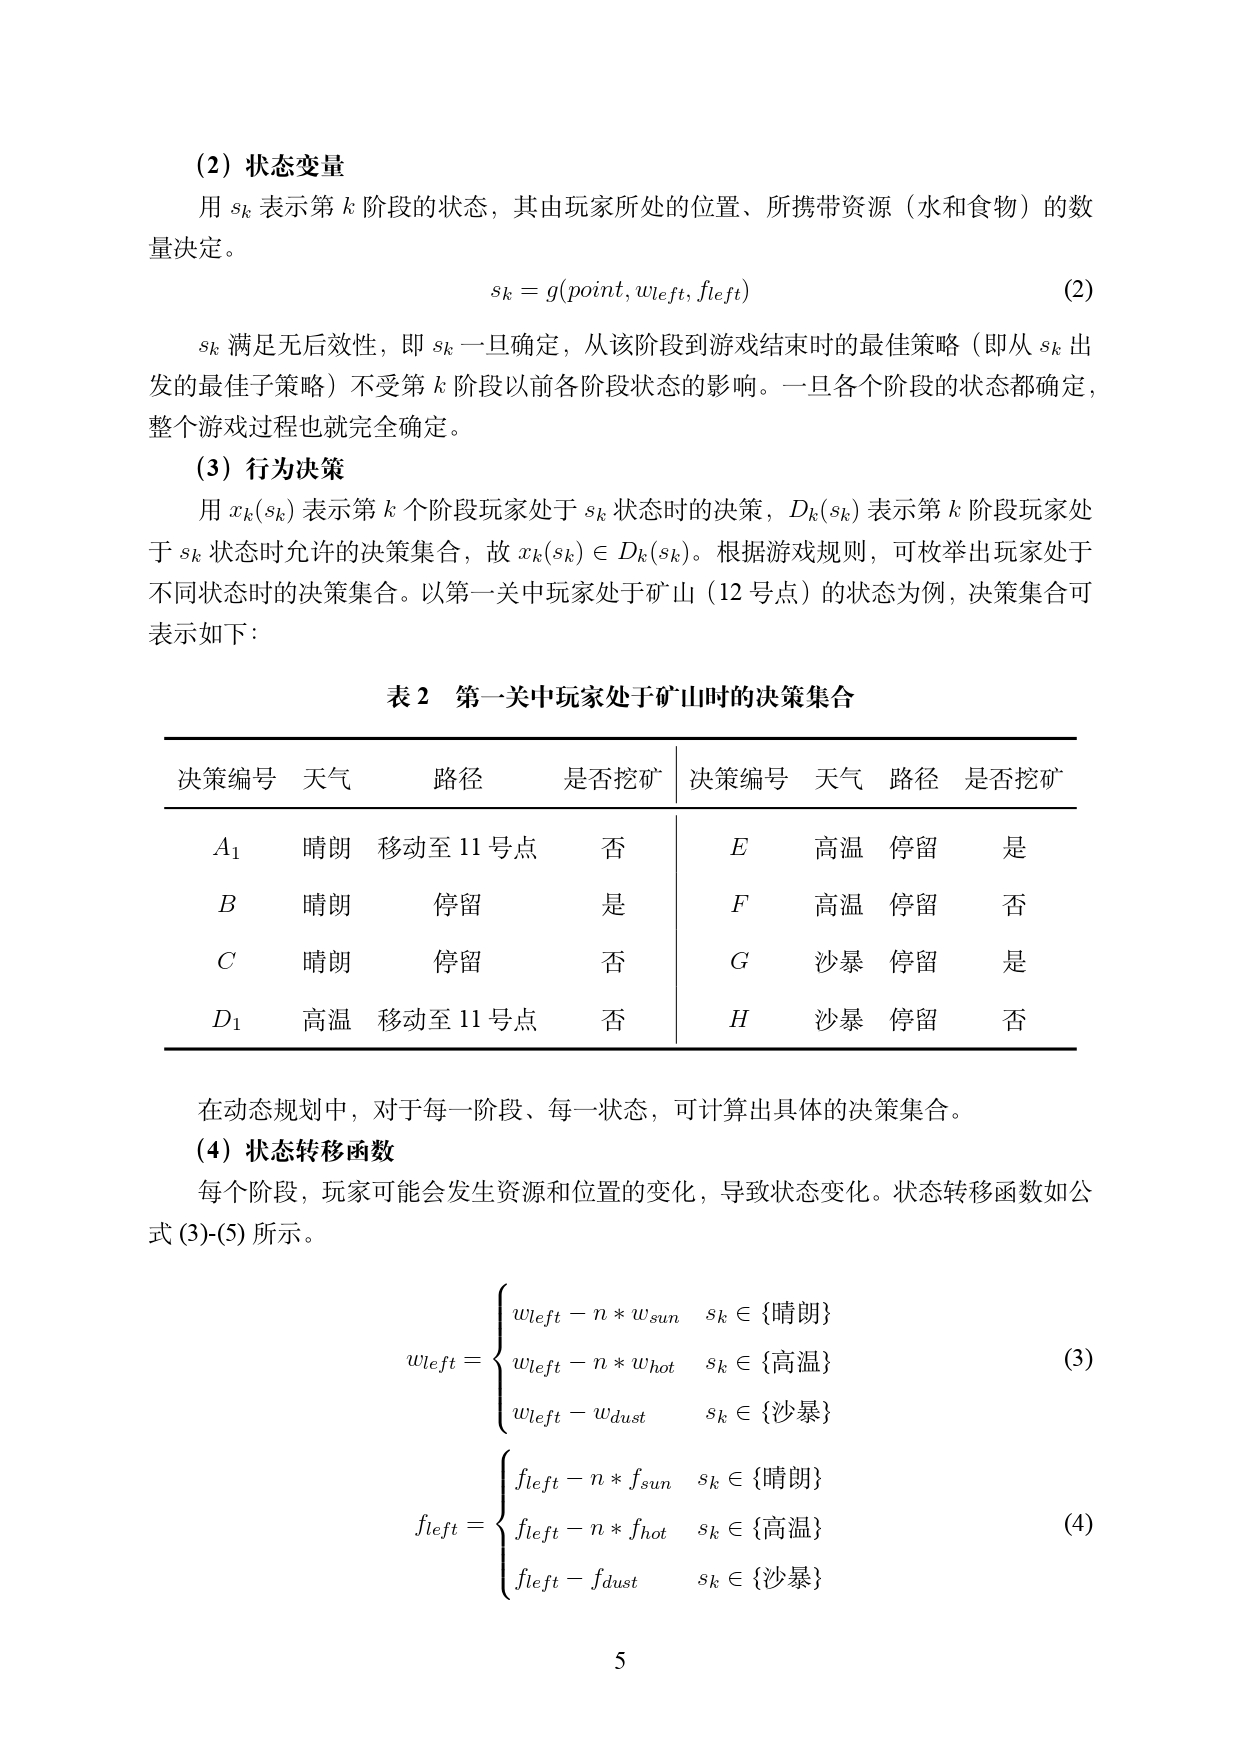 （2）状态变量
用 s_k 表示第 k 阶段的状态，其由玩家所处的位置、所携带资源（水和食物）的数
量决定。
s_k = g(point, w_{left}, f_{left}) (2)
s_k 满足无后效性，即 s_k 一旦确定，从该阶段到游戏结束时的最佳策略（即从 s_k 出
发的最佳子策略）不受第 k 阶段以前各阶段状态的影响。一旦各个阶段的状态都确定，
整个游戏过程也就完全确定。
（3）行为决策
用 x_k(s_k) 表示第 k 个阶段玩家处于 s_k 状态时的决策，D_k(s_k) 表示第 k 阶段玩家处
于 s_k 状态时允许的决策集合，故 x_k(s_k) ∈ D_k(s_k)。根据游戏规则，可枚举出玩家处于
不同状态时的决策集合。以第一关中玩家处于矿山（12 号点）的状态为例，决策集合可
表示如下：
表 2 第一关中玩家处于矿山时的决策集合
决策编号 天气 路径 是否挖矿 决策编号 天气 路径 是否挖矿
A_1 晴朗 移动至 11 号点 否 E 高温 停留 是
B 晴朗 停留 是 F 高温 停留 否
C 晴朗 停留 否 G 沙暴 停留 是
D_1 高温 移动至 11 号点 否 H 沙暴 停留 否
在动态规划中，对于每一阶段、每一状态，可计算出具体的决策集合。
（4）状态转移函数
每个阶段，玩家可能会发生资源和位置的变化，导致状态变化。状态转移函数如公
式 (3)-(5) 所示。
w_{left} − n ∗ w_{sun} s_k ∈ {晴朗}
w_{left} = { w_{left} − n ∗ w_{hot} s_k ∈ {高温} (3)
w_{left} − w_{dust} s_k ∈ {沙暴}
f_{left} − n ∗ f_{sun} s_k ∈ {晴朗}
f_{left} = { f_{left} − n ∗ f_{hot} s_k ∈ {高温} (4)
f_{left} − f_{dust} s_k ∈ {沙暴}
5